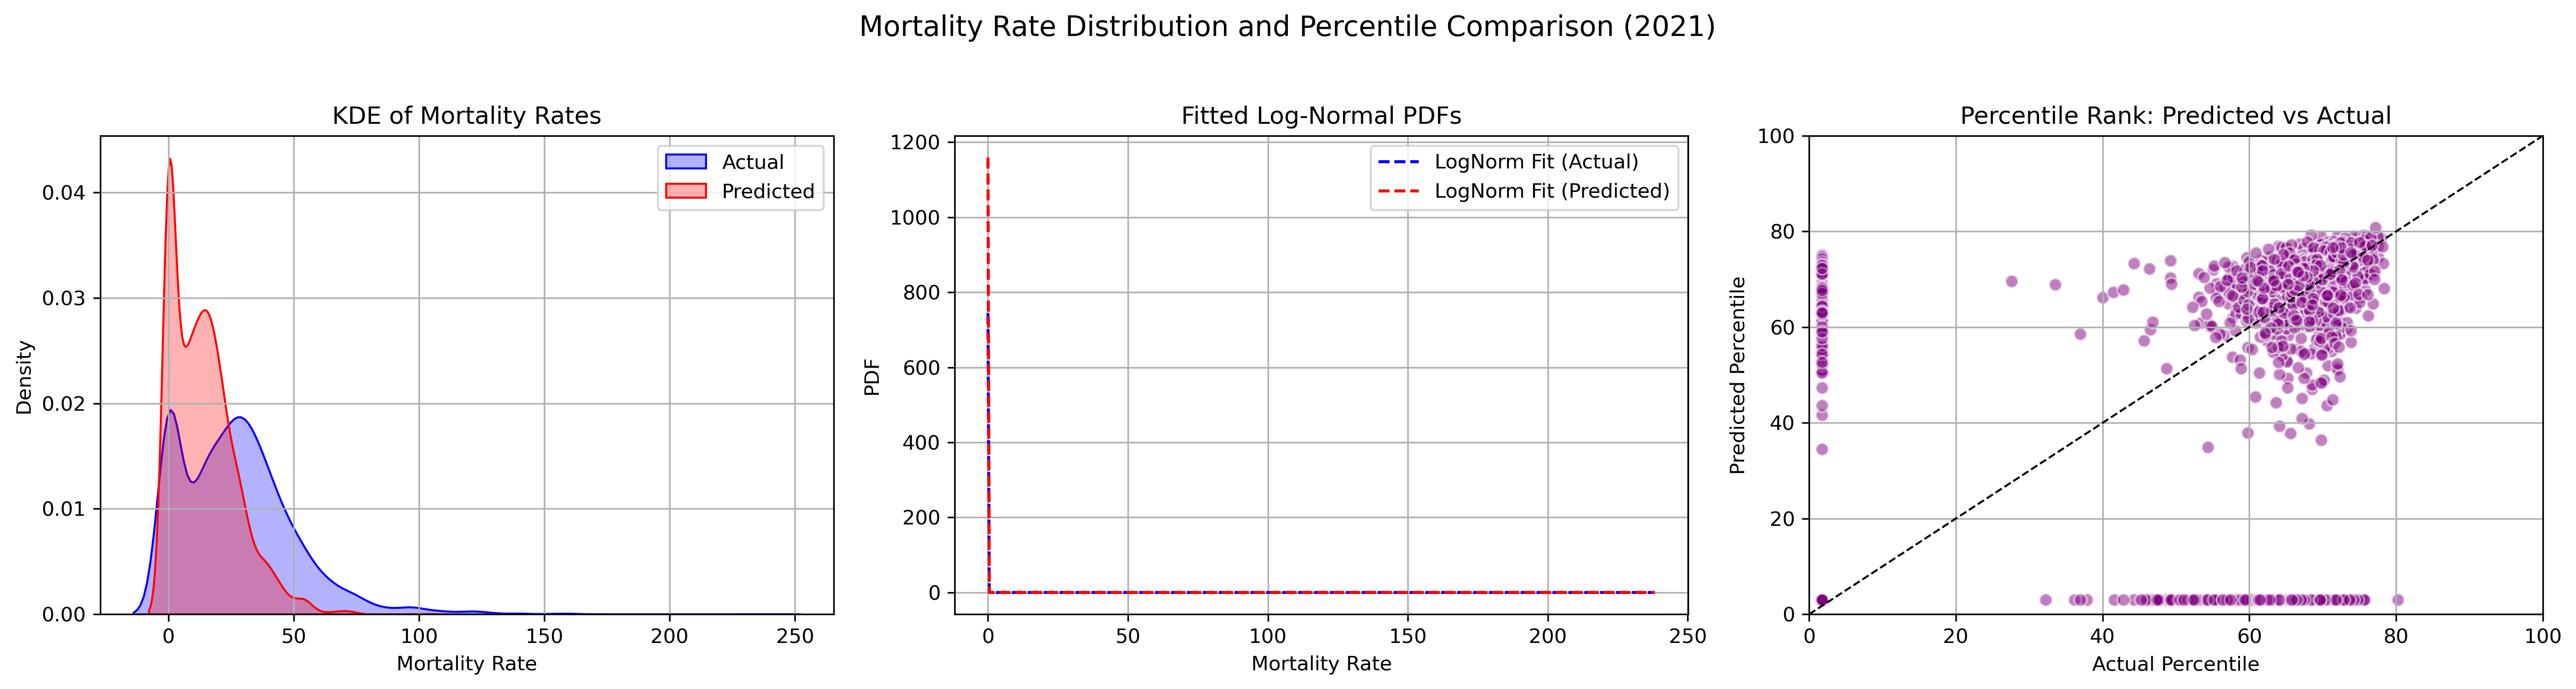 Mortality Rate Distribution and Percentile Comparison (2021)
KDE of Mortality Rates
Actual
Predicted
0.04
0.03
0.02
0.01
0.00
Density
0 50 100 150 200 250
Mortality Rate
Fitted Log-Normal PDFs
LogNorm Fit (Actual)
LogNorm Fit (Predicted)
1200
1000
800
600
400
200
0
PDF
0 50 100 150 200 250
Mortality Rate
Percentile Rank: Predicted vs Actual
100
80
60
40
20
0
Predicted Percentile
0 20 40 60 80 100
Actual Percentile